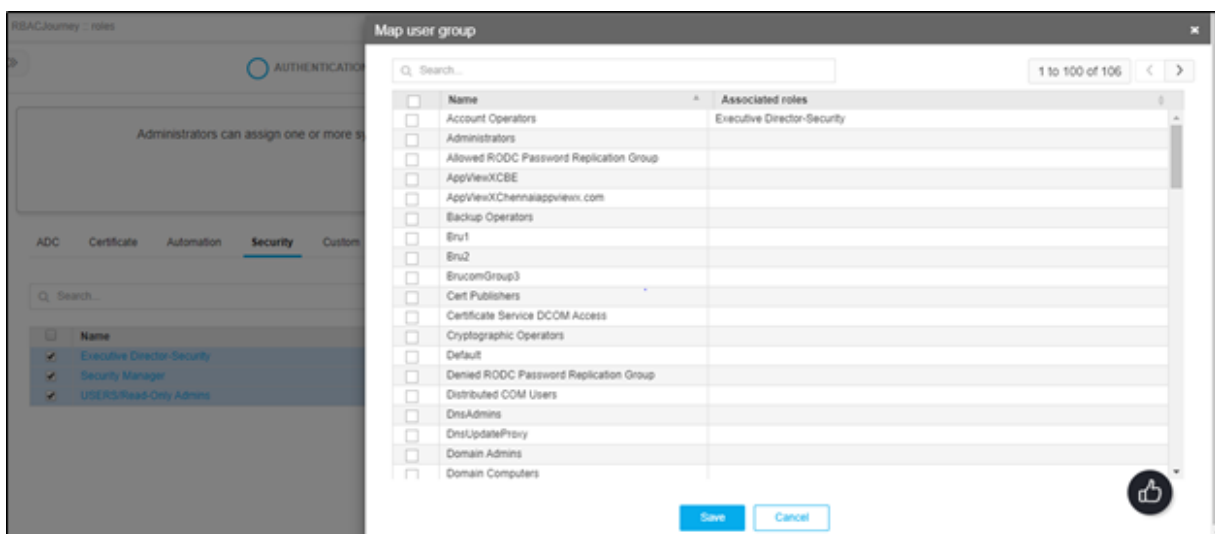 RBACJourney :: roles
AUTHENTICATION
Administrators can assign one or more sy
ADC Certificate Automation Security Custom
Search...
Name
Executive Director-Security
Security Manager
USERS/Read-Only Admins
Map user group
Search...
1 to 100 of 106
Name Associated roles
Account Operators Executive Director-Security
Administrators
Allowed RODC Password Replication Group
AppViewXCBE
AppViewXChennaiappviewx.com
Backup Operators
Bru1
Bru2
BrucomGroup3
Cert Publishers
Certificate Service DCOM Access
Cryptographic Operators
Default
Denied RODC Password Replication Group
Distributed COM Users
DnsAdmins
DnsUpdateProxy
Domain Admins
Domain Computers
Save Cancel